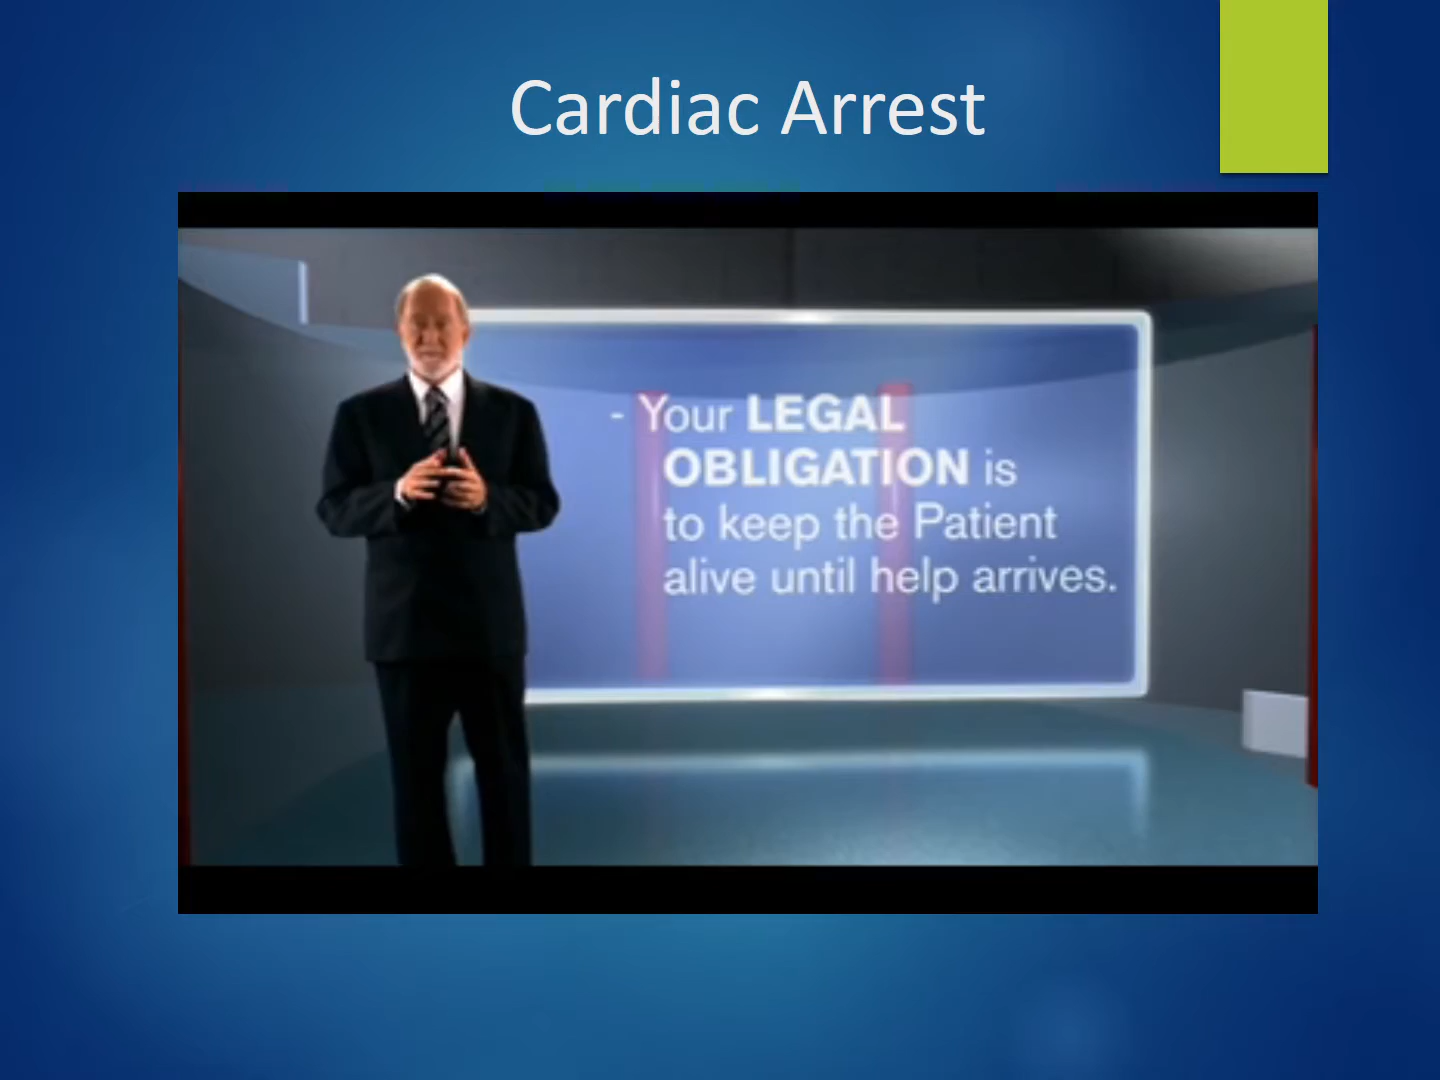 Cardiac Arrest
- Your LEGAL
OBLIGATION is
to keep the Patient
alive until help arrives.